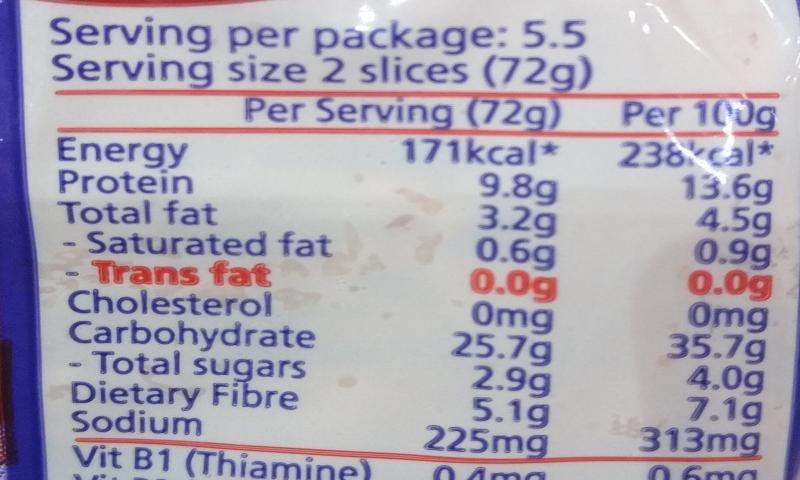 Serving per package: 5.5
Serving size 2 slices (72g)
Per Serving (72g) Per 100g
Energy 171kcal* 238kcal*
Protein 9.8g 13.6g
Total fat 3.2g 4.5g
- Saturated fat 0.6g 0.9g
- Trans fat 0.0g 0.0g
Cholesterol 0mg 0mg
Carbohydrate 25.7g 35.7g
- Total sugars 2.9g 4.0g
Dietary Fibre 5.1g 7.1g
Sodium 225mg 313mg
Vit B1 (Thiamine) 0.4mg 0.6mg